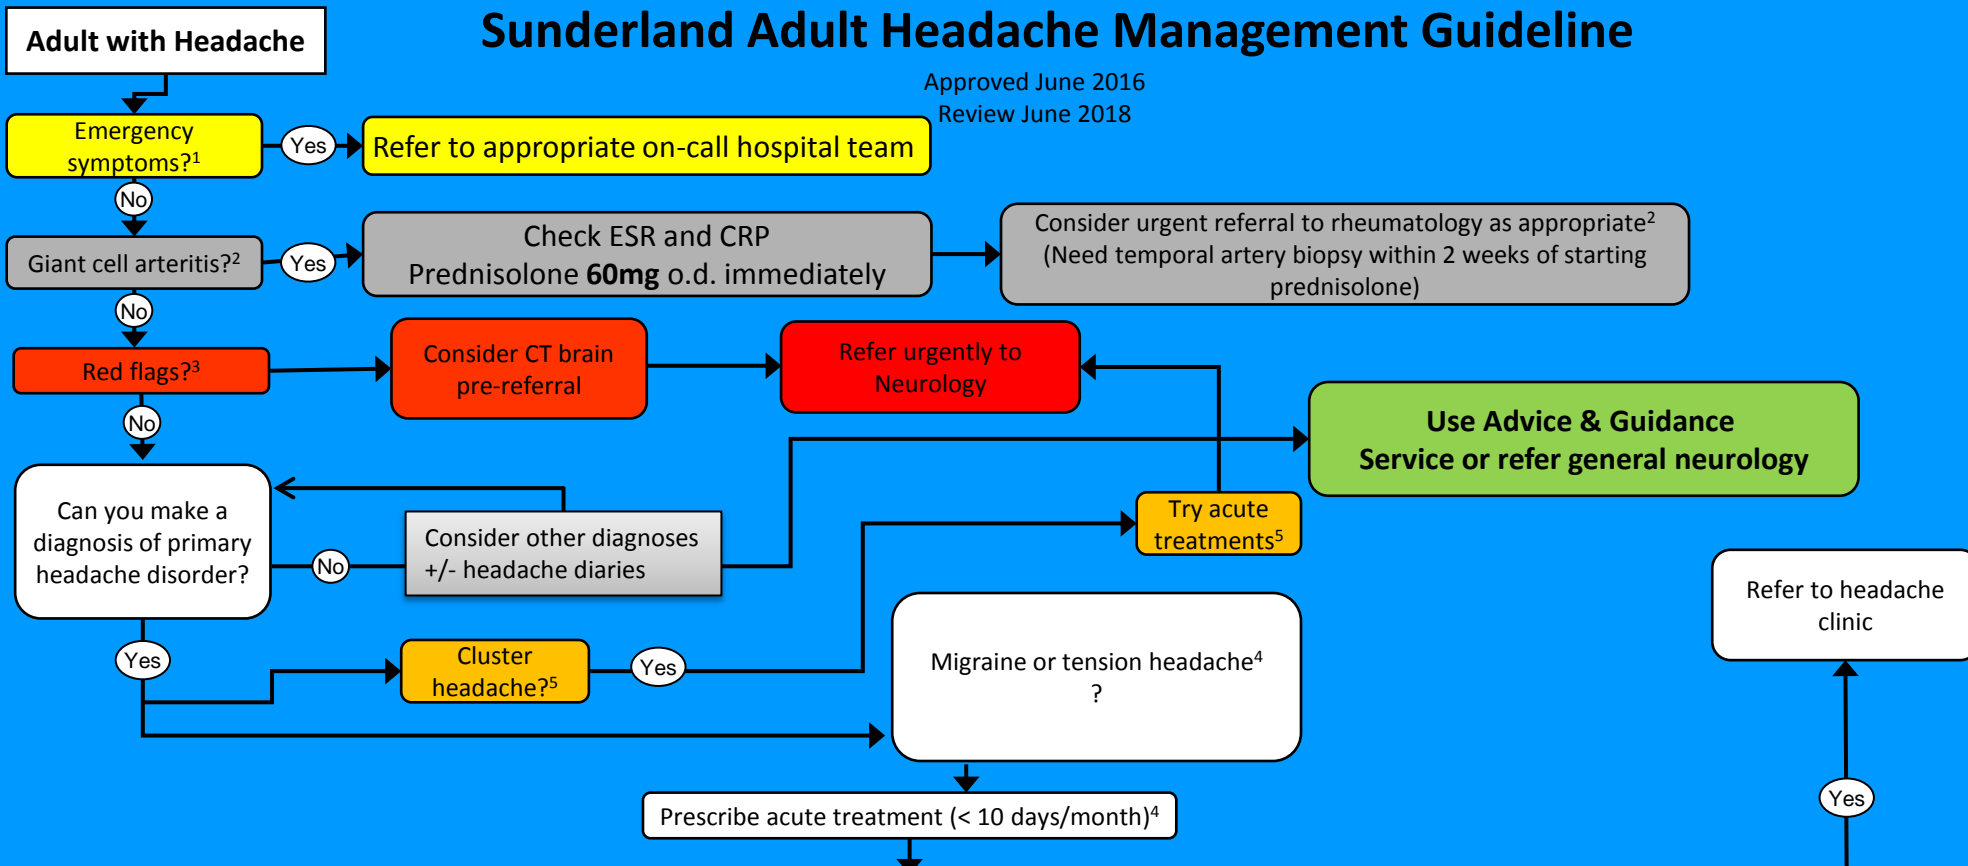 Sunderland Adult Headache Management Guideline
Approved June 2016
Review June 2018
Adult with Headache
Emergency
symptoms?¹
Yes
Refer to appropriate on-call hospital team
No
Giant cell arteritis?²
Yes
Check ESR and CRP
Prednisolone 60mg o.d. immediately
Consider urgent referral to rheumatology as appropriate²
(Need temporal artery biopsy within 2 weeks of starting
prednisolone)
No
Red flags?³
Consider CT brain
pre-referral
Refer urgently to
Neurology
No
Use Advice & Guidance
Service or refer general neurology
Can you make a
diagnosis of primary
headache disorder?
No
Consider other diagnoses
+/- headache diaries
Try acute
treatments⁵
Refer to headache
clinic
Yes
Cluster
headache?⁵
Yes
Migraine or tension headache⁴
?
Prescribe acute treatment (< 10 days/month)⁴
Yes